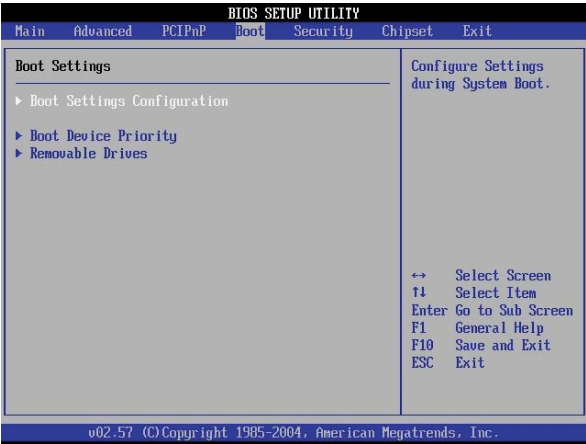 BIOS SETUP UTILITY
Main Advanced PCIPnP Boot Security Chipset Exit
Boot Settings
▶ Boot Settings Configuration
▶ Boot Device Priority
▶ Removable Drives
Configure Settings
during System Boot.
↔ Select Screen
↑↓ Select Item
Enter Go to Sub Screen
F1 General Help
F10 Save and Exit
ESC Exit
v02.57 (C)Copyright 1985-2004, American Megatrends, Inc.